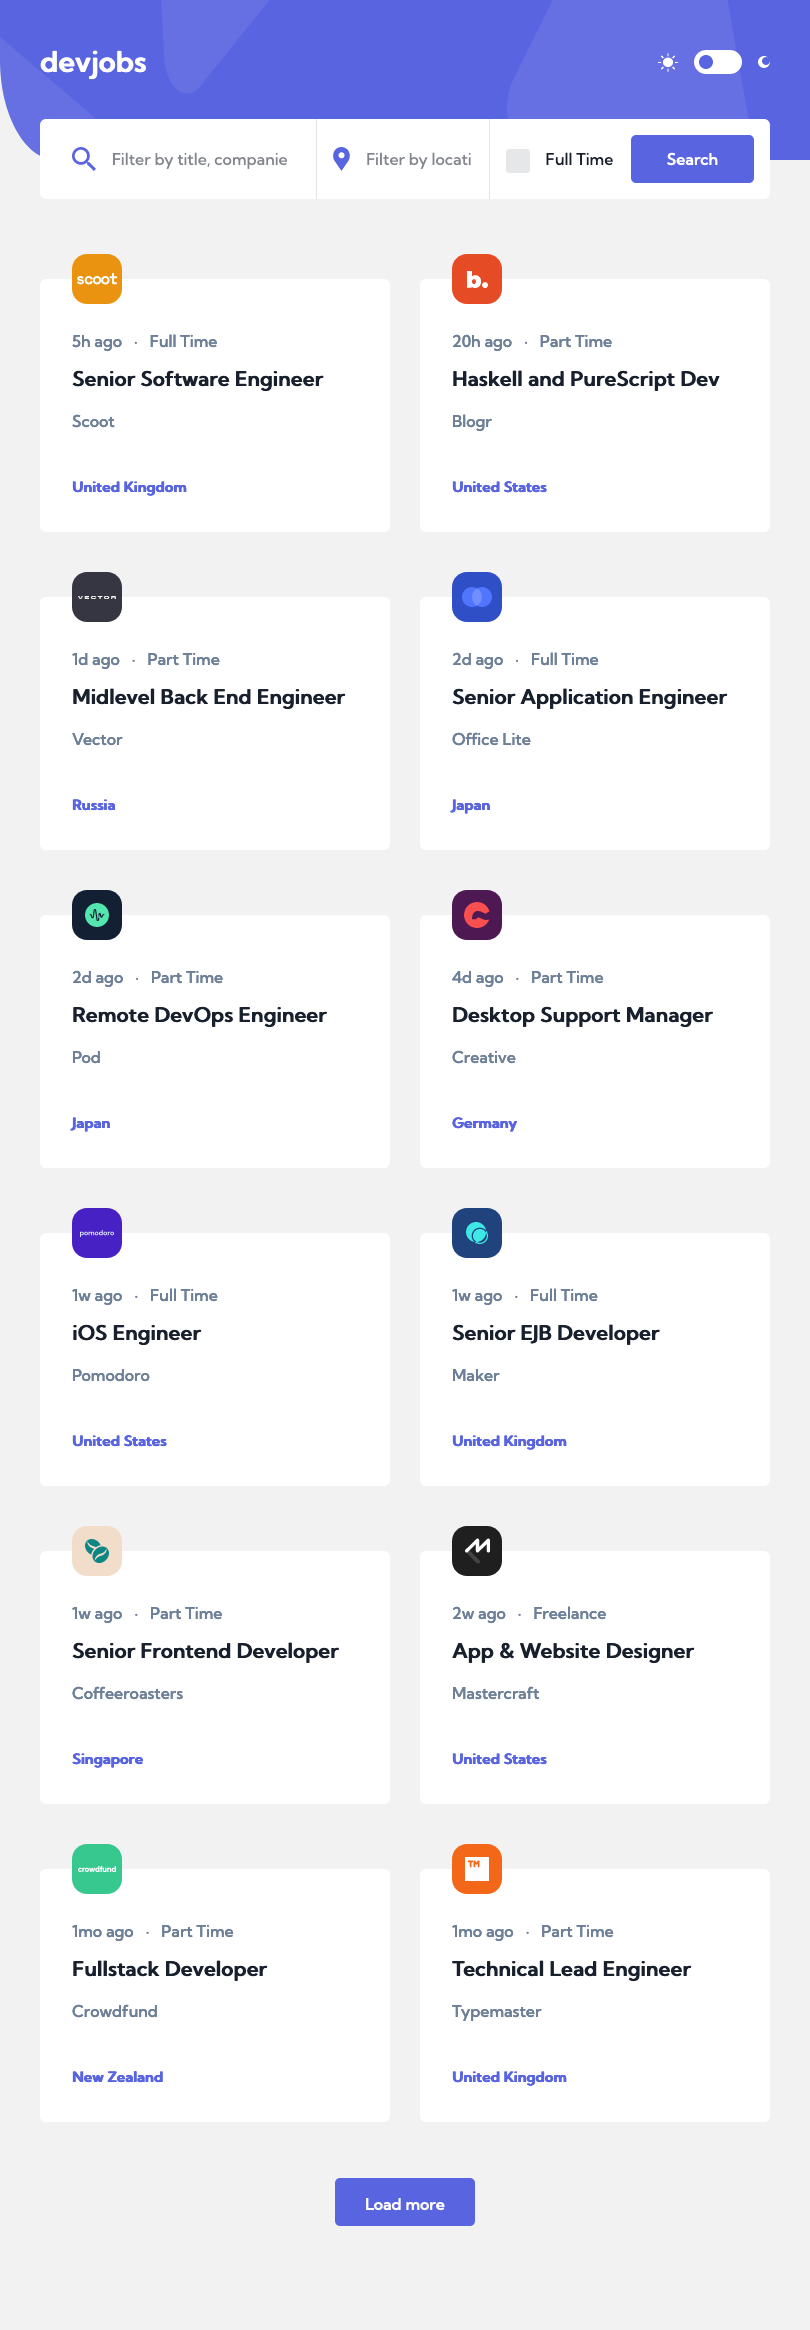 devjobs
Filter by title, companie
Filter by locati
Full Time
Search
scoot
5h ago · Full Time
Senior Software Engineer
Scoot
United Kingdom
b.
20h ago · Part Time
Haskell and PureScript Dev
Blogr
United States
VECTOR
1d ago · Part Time
Midlevel Back End Engineer
Vector
Russia
2d ago · Full Time
Senior Application Engineer
Office Lite
Japan
2d ago · Part Time
Remote DevOps Engineer
Pod
Japan
4d ago · Part Time
Desktop Support Manager
Creative
Germany
pomodoro
1w ago · Full Time
iOS Engineer
Pomodoro
United States
1w ago · Full Time
Senior EJB Developer
Maker
United Kingdom
1w ago · Part Time
Senior Frontend Developer
Coffeeroasters
Singapore
2w ago · Freelance
App & Website Designer
Mastercraft
United States
crowdfund
1mo ago · Part Time
Fullstack Developer
Crowdfund
New Zealand
TM
1mo ago · Part Time
Technical Lead Engineer
Typemaster
United Kingdom
Load more